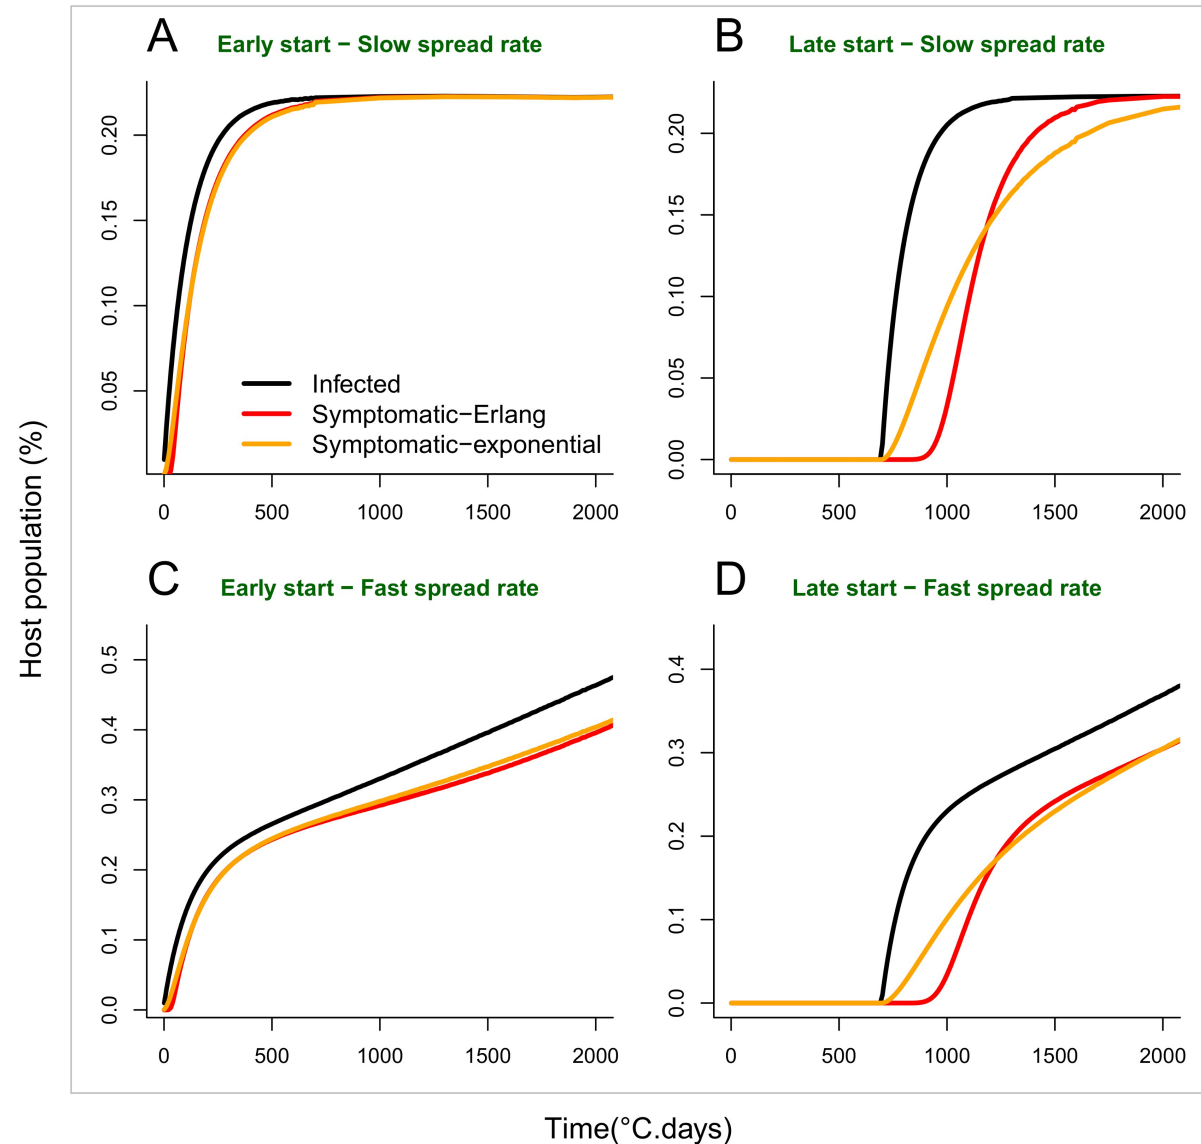 A Early start − Slow spread rate
0.20
0.15
0.10
0.05
Infected
Symptomatic−Erlang
Symptomatic−exponential
0 500 1000 1500 2000
B Late start − Slow spread rate
0.20
0.15
0.10
0.05
0.00
0 500 1000 1500 2000
Host population (%)
C Early start − Fast spread rate
0.5
0.4
0.3
0.2
0.1
0.0
0 500 1000 1500 2000
D Late start − Fast spread rate
0.4
0.3
0.2
0.1
0.0
0 500 1000 1500 2000
Time(°C.days)